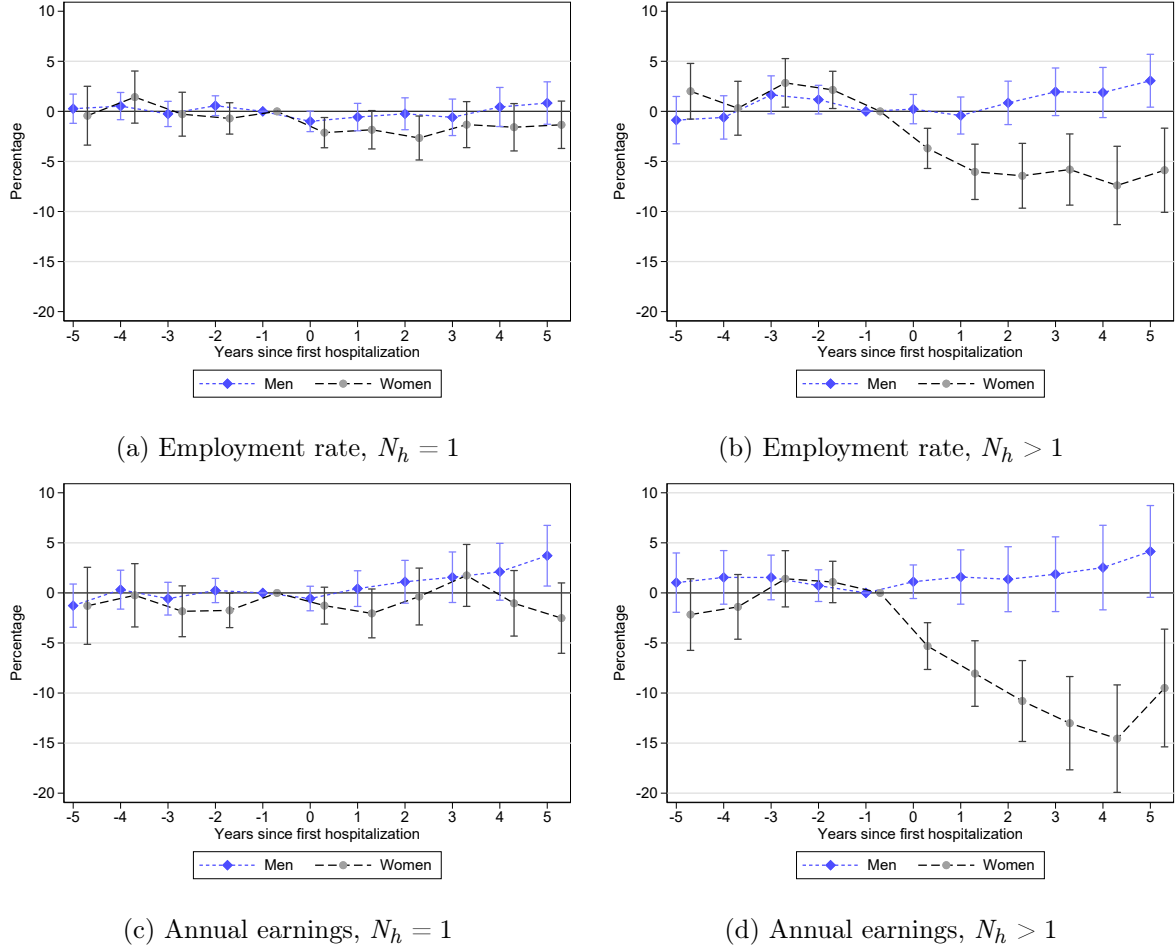 10
5
0
-5
-10
-15
-20
Percentage
-5 -4 -3 -2 -1 0 1 2 3 4 5
Years since first hospitalization
Men Women
(a) Employment rate, N_h = 1
10
5
0
-5
-10
-15
-20
Percentage
-5 -4 -3 -2 -1 0 1 2 3 4 5
Years since first hospitalization
Men Women
(b) Employment rate, N_h > 1
10
5
0
-5
-10
-15
-20
Percentage
-5 -4 -3 -2 -1 0 1 2 3 4 5
Years since first hospitalization
Men Women
(c) Annual earnings, N_h = 1
10
5
0
-5
-10
-15
-20
Percentage
-5 -4 -3 -2 -1 0 1 2 3 4 5
Years since first hospitalization
Men Women
(d) Annual earnings, N_h > 1